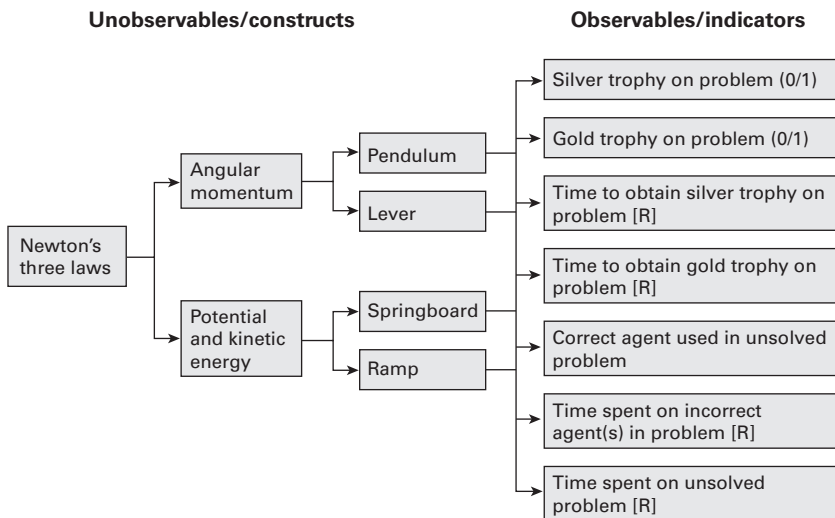 Unobservables/constructs
Observables/indicators
Newton's
three laws
Angular
momentum
Potential
and kinetic
energy
Pendulum
Lever
Springboard
Ramp
Silver trophy on problem (0/1)
Gold trophy on problem (0/1)
Time to obtain silver trophy on
problem [R]
Time to obtain gold trophy on
problem [R]
Correct agent used in unsolved
problem
Time spent on incorrect
agent(s) in problem [R]
Time spent on unsolved
problem [R]